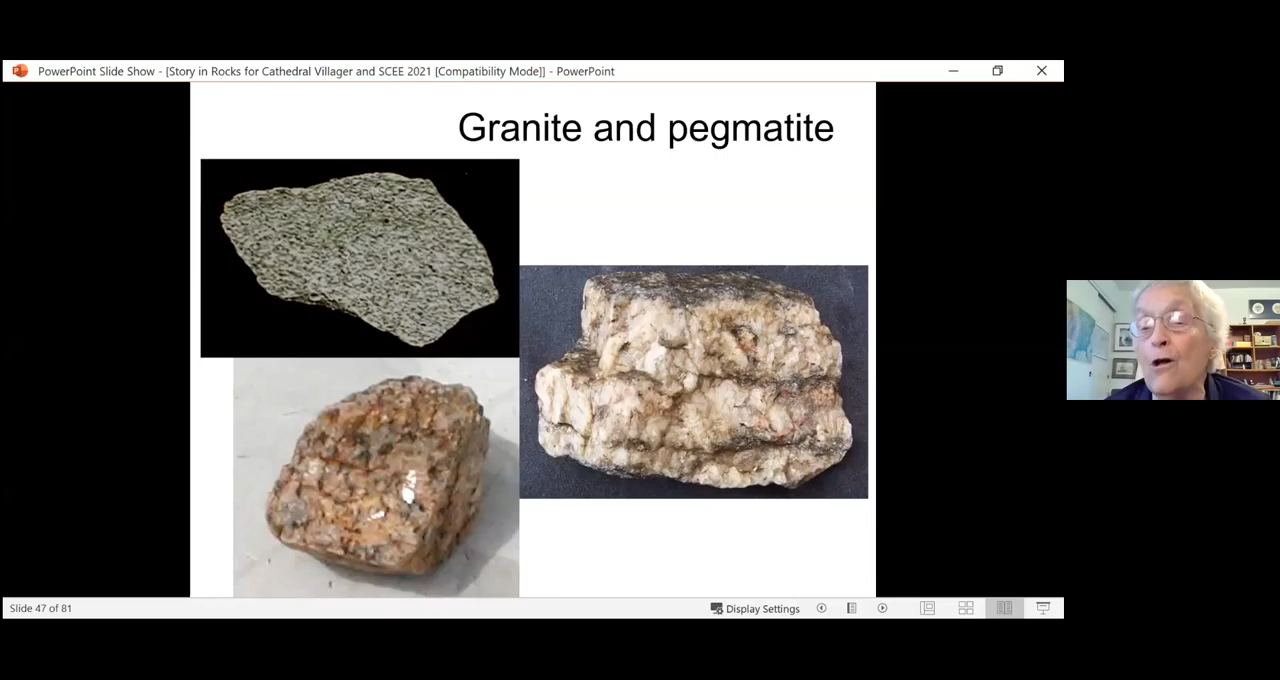 PowerPoint Slide Show - [Story in Rocks for Cathedral Villager and SCEE 2021 [Compatibility Mode]] - PowerPoint
Granite and pegmatite
Slide 47 of 81
Display Settings